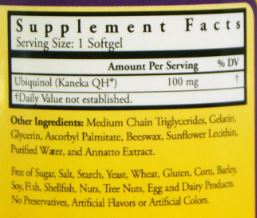 Supplement Facts
Serving Size: 1 Softgel
Amount Per Serving % DV
Ubiquinol (Kaneka QH®) 100 mg †
†Daily Value not established.
Other Ingredients: Medium Chain Triglycerides, Gelatin,
Glycerin, Ascorbyl Palmitate, Beeswax, Sunflower Lecithin,
Purified Water, and Annatto Extract.
Free of Sugar, Salt, Starch, Yeast, Wheat, Gluten, Corn, Barley,
Soy, Fish, Shellfish, Nuts, Tree Nuts, Egg and Dairy Products.
No Preservatives, Artificial Flavors or Artificial Colors.